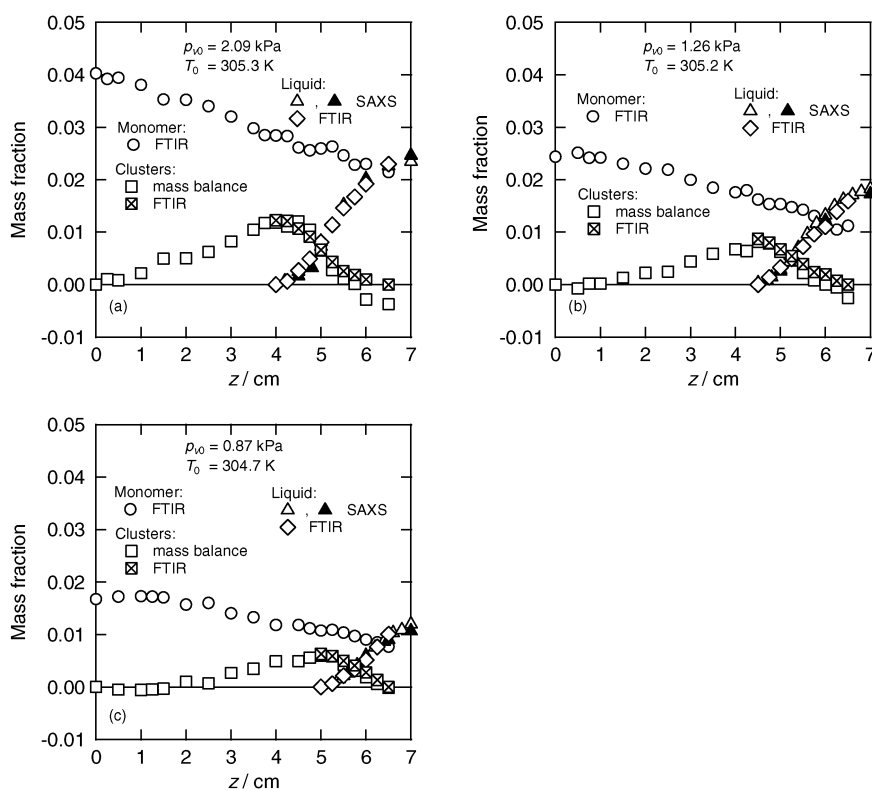 0.05
0.04
0.03
0.02
0.01
0.00
-0.01
Mass fraction
p_v0 = 2.09 kPa
T_0 = 305.3 K
Liquid:
, SAXS
FTIR
Monomer:
FTIR
Clusters:
mass balance
FTIR
(a)
0 1 2 3 4 5 6 7
z / cm
0.05
0.04
0.03
0.02
0.01
0.00
-0.01
Mass fraction
p_v0 = 1.26 kPa
T_0 = 305.2 K
Liquid:
, SAXS
FTIR
Monomer:
FTIR
Clusters:
mass balance
FTIR
(b)
0 1 2 3 4 5 6 7
z / cm
0.05
0.04
0.03
0.02
0.01
0.00
-0.01
Mass fraction
p_v0 = 0.87 kPa
T_0 = 304.7 K
Monomer:
FTIR
Liquid:
, SAXS
FTIR
Clusters:
mass balance
FTIR
(c)
0 1 2 3 4 5 6 7
z / cm